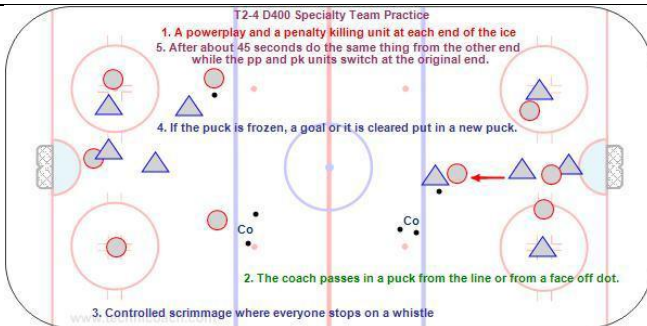 T2-4 D400 Specialty Team Practice
1. A powerplay and a penalty killing unit at each end of the ice
5. After about 45 seconds do the same thing from the other end
while the pp and pk units switch at the original end.
4. If the puck is frozen, a goal or it is cleared put in a new puck.
Co
Co
2. The coach passes in a puck from the line or from a face off dot.
3. Controlled scrimmage where everyone stops on a whistle